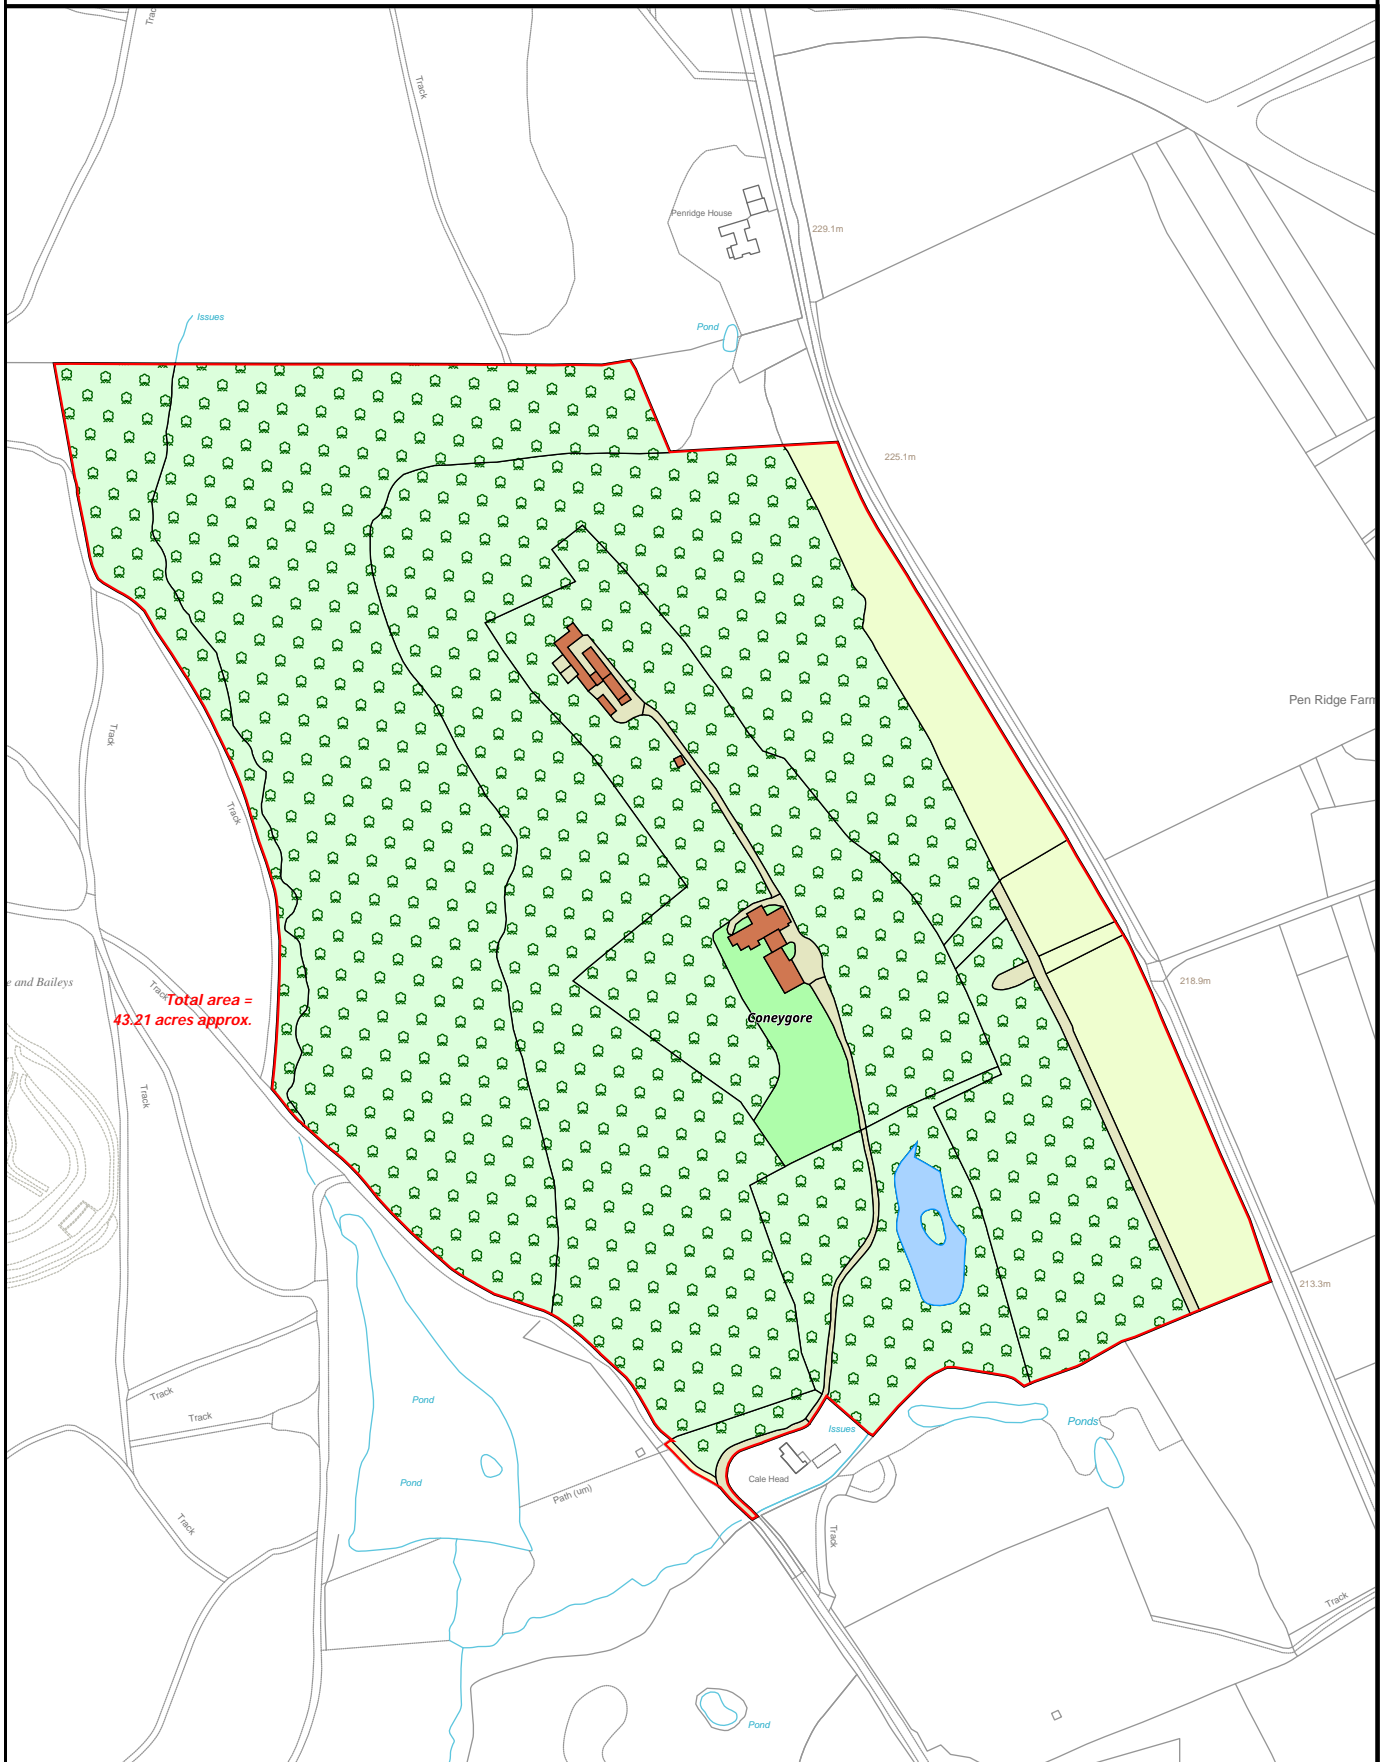 Trac
Track
Penridge House
229.1m
Issues
Pond
225.1m
Pen Ridge Farm
Track
Track
e and Baileys
Track
Total area =
43.21 acres approx.
218.9m
Coneygore
Track
213.3m
Track
Pond
Track
Issues
Ponds
Pond
Cale Head
Path (um)
Track
Track
Track
Pond